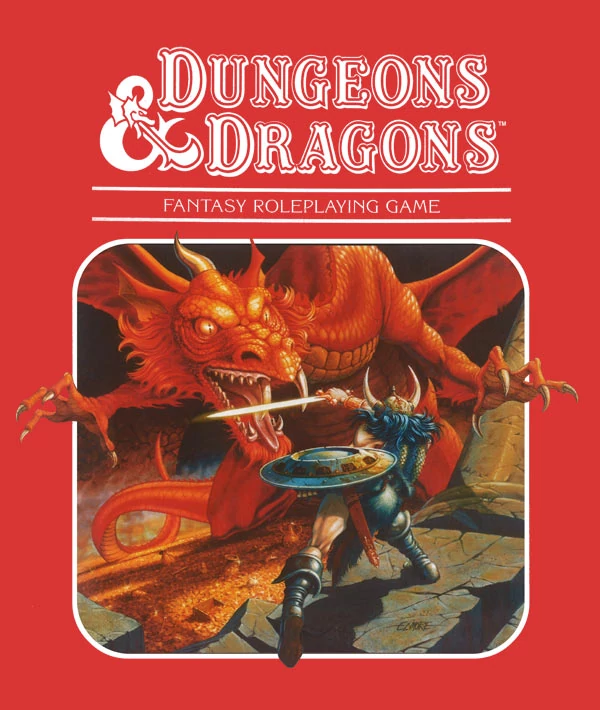 DUNGEONS
& DRAGONS™
FANTASY ROLEPLAYING GAME
ELMORE